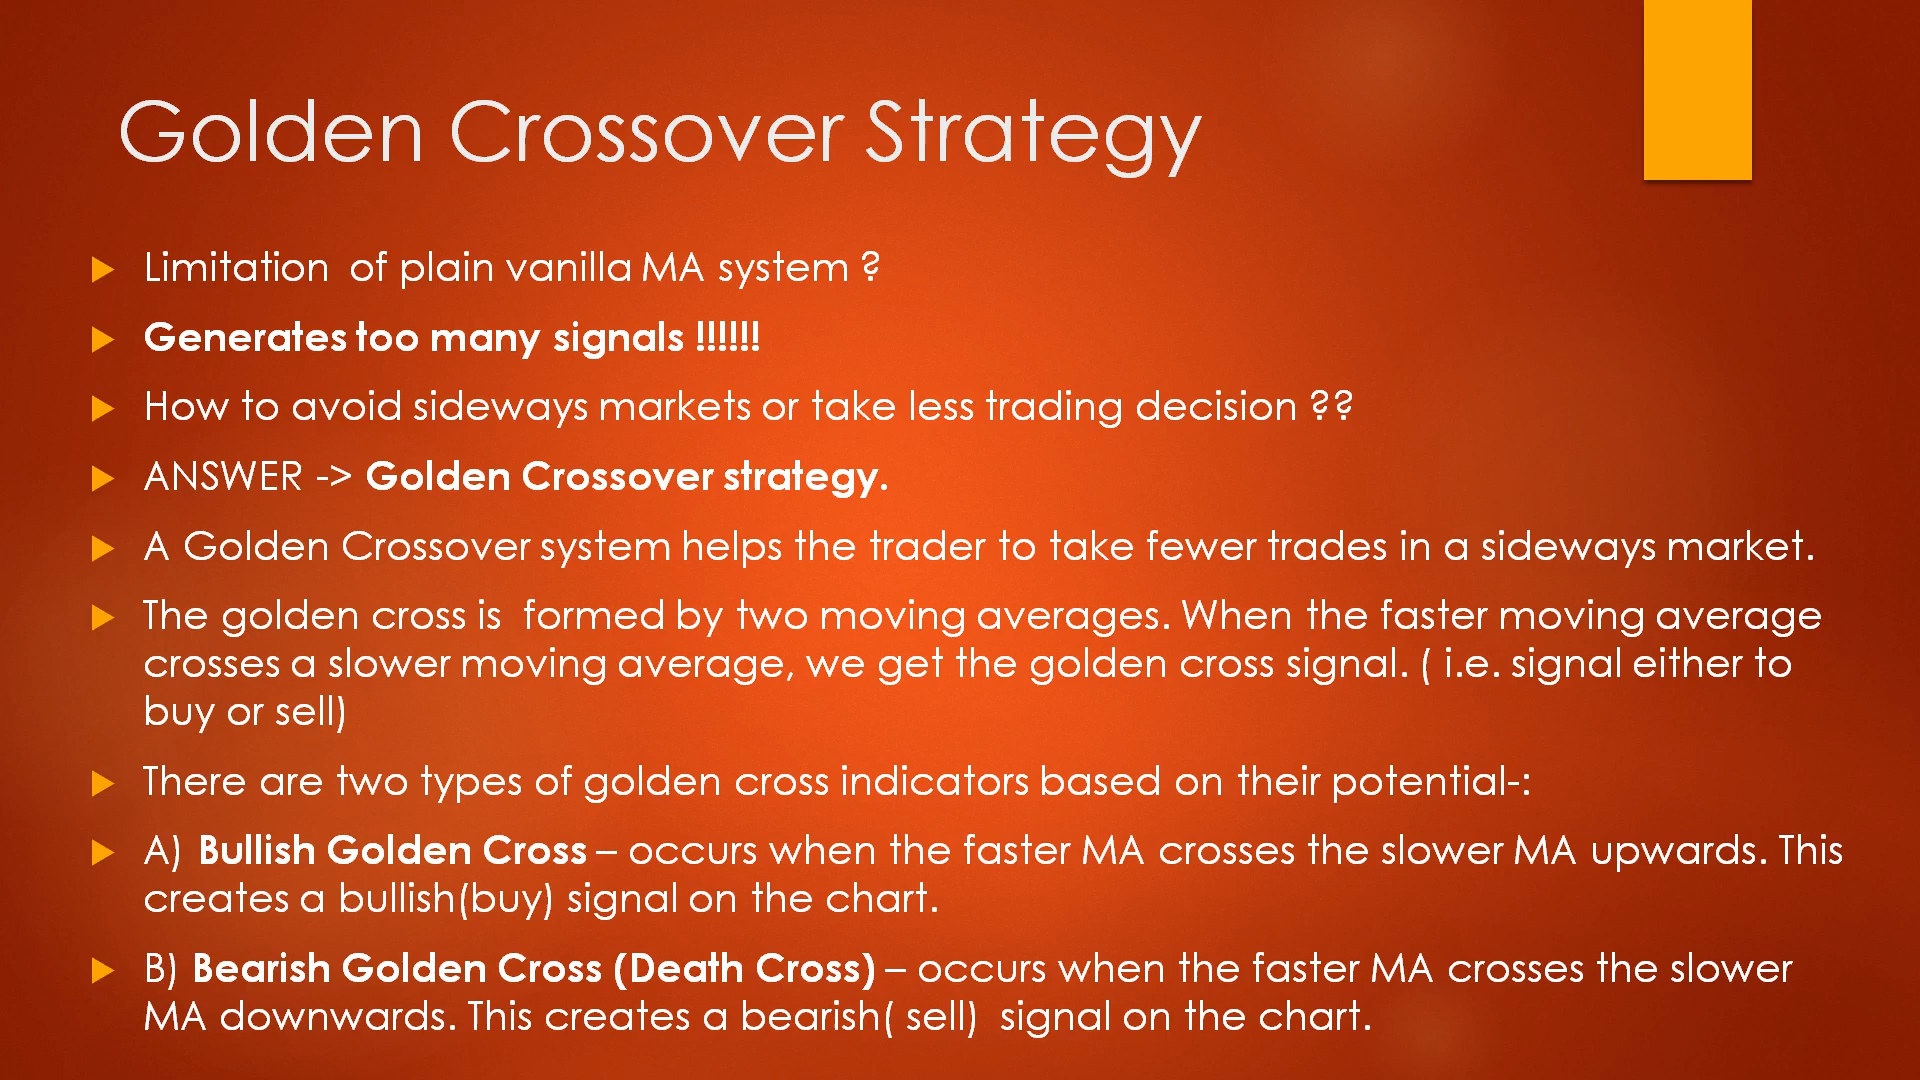 Golden Crossover Strategy
Limitation of plain vanilla MA system ?
Generates too many signals !!!!!!
How to avoid sideways markets or take less trading decision ??
ANSWER -> Golden Crossover strategy.
A Golden Crossover system helps the trader to take fewer trades in a sideways market.
The golden cross is formed by two moving averages. When the faster moving average
crosses a slower moving average, we get the golden cross signal. ( i.e. signal either to
buy or sell)
There are two types of golden cross indicators based on their potential-:
A) Bullish Golden Cross – occurs when the faster MA crosses the slower MA upwards. This
creates a bullish(buy) signal on the chart.
B) Bearish Golden Cross (Death Cross) – occurs when the faster MA crosses the slower
MA downwards. This creates a bearish( sell) signal on the chart.